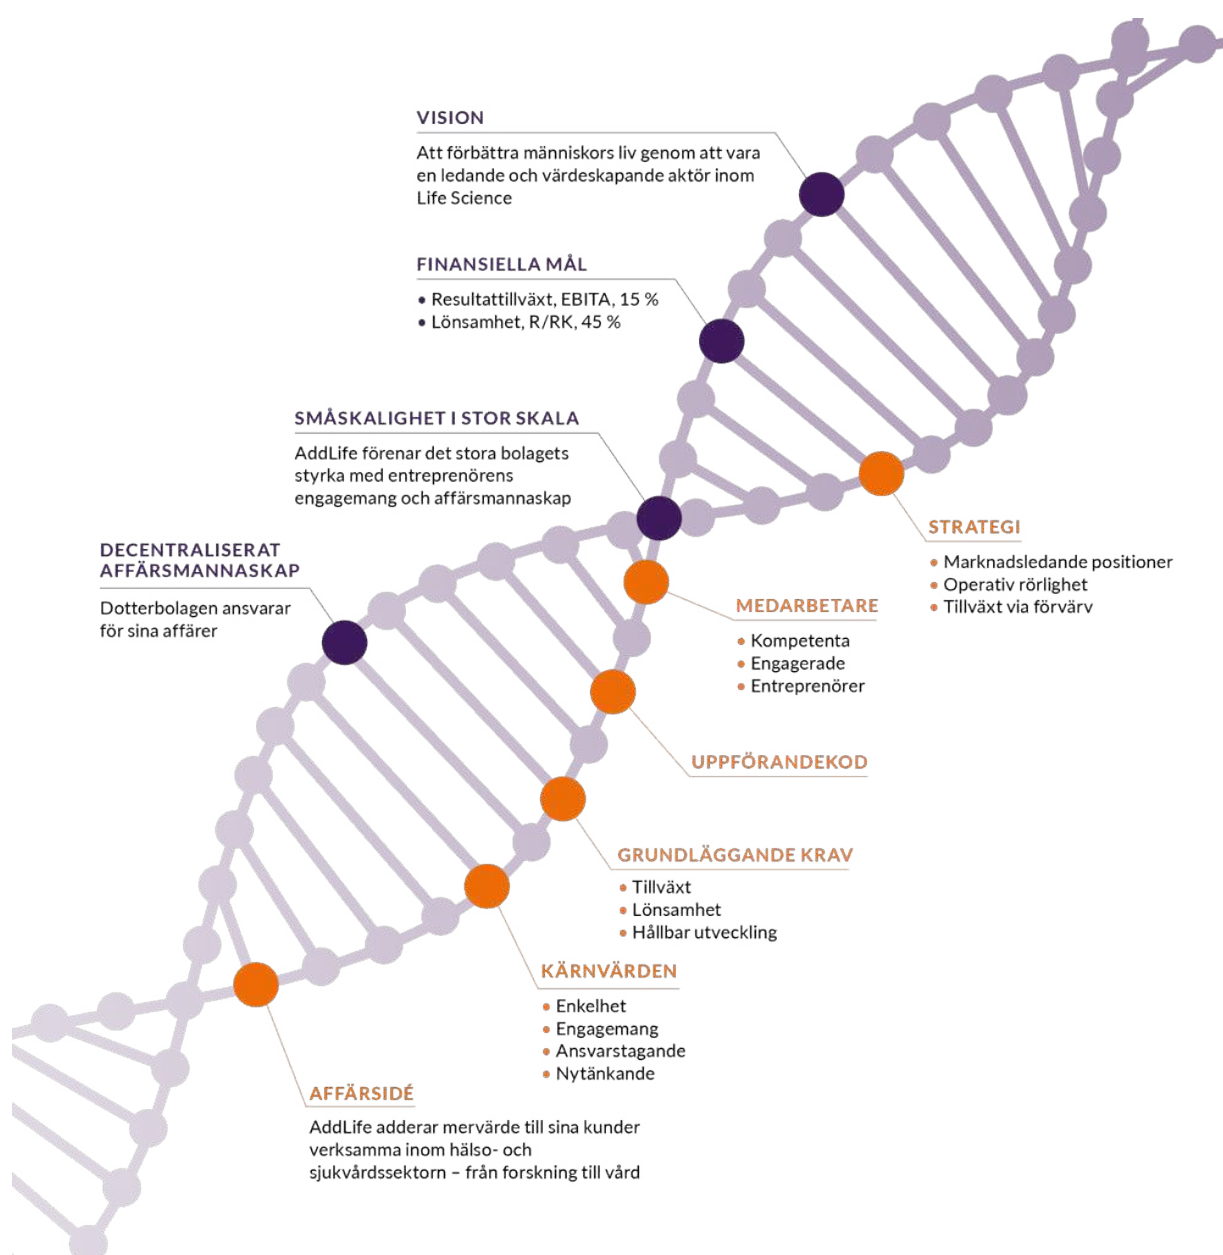 VISION
Att förbättra människors liv genom att vara
en ledande och värdeskapande aktör inom
Life Science
FINANSIELLA MÅL
• Resultattillväxt, EBITA, 15 %
• Lönsamhet, R/RK, 45 %
SMÅSKALIGHET I STOR SKALA
AddLife förenar det stora bolagets
styrka med entreprenörens
engagemang och affärsmannaskap
DECENTRALISERAT
AFFÄRSMANNASKAP
Dotterbolagen ansvarar
för sina affärer
STRATEGI
• Marknadsledande positioner
• Operativ rörlighet
• Tillväxt via förvärv
MEDARBETARE
• Kompetenta
• Engagerade
• Entreprenörer
UPPFÖRANDEKOD
GRUNDLÄGGANDE KRAV
• Tillväxt
• Lönsamhet
• Hållbar utveckling
KÄRNVÄRDEN
• Enkelhet
• Engagemang
• Ansvarstagande
• Nytänkande
AFFÄRSIDÉ
AddLife adderar mervärde till sina kunder
verksamma inom hälso- och
sjukvårdssektorn – från forskning till vård